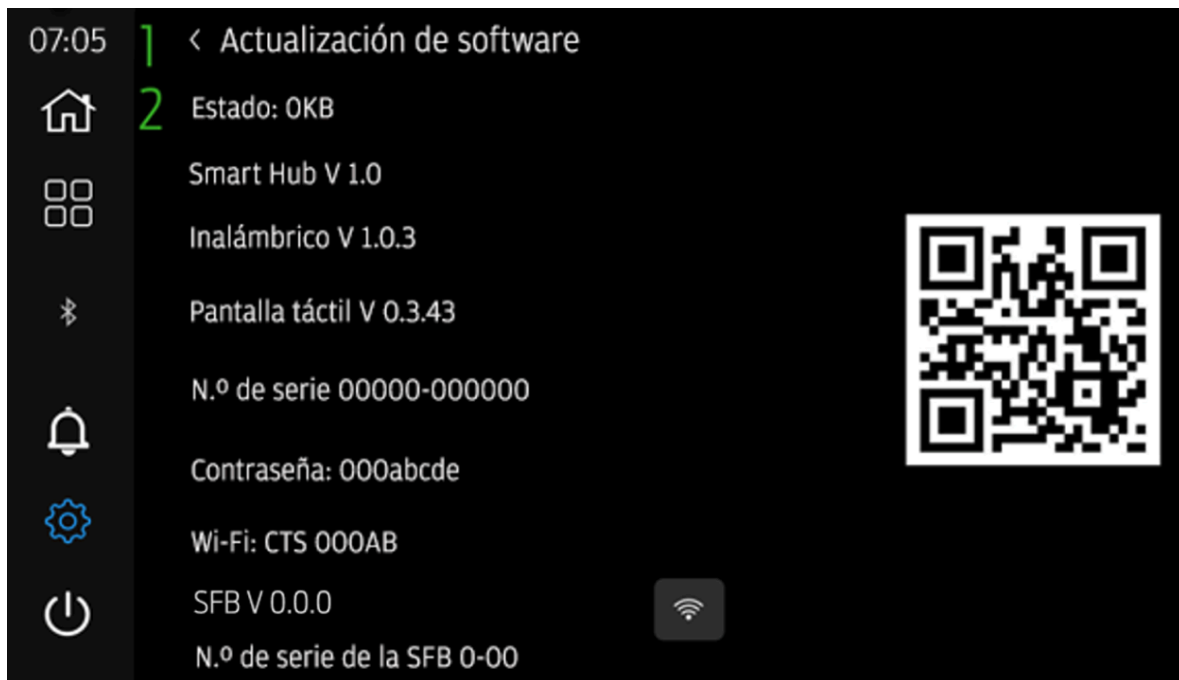 07:05
1 < Actualización de software
2 Estado: 0KB
Smart Hub V 1.0
Inalámbrico V 1.0.3
Pantalla táctil V 0.3.43
N.º de serie 00000-000000
Contraseña: 000abcde
Wi-Fi: CTS 000AB
SFB V 0.0.0
N.º de serie de la SFB 0-00